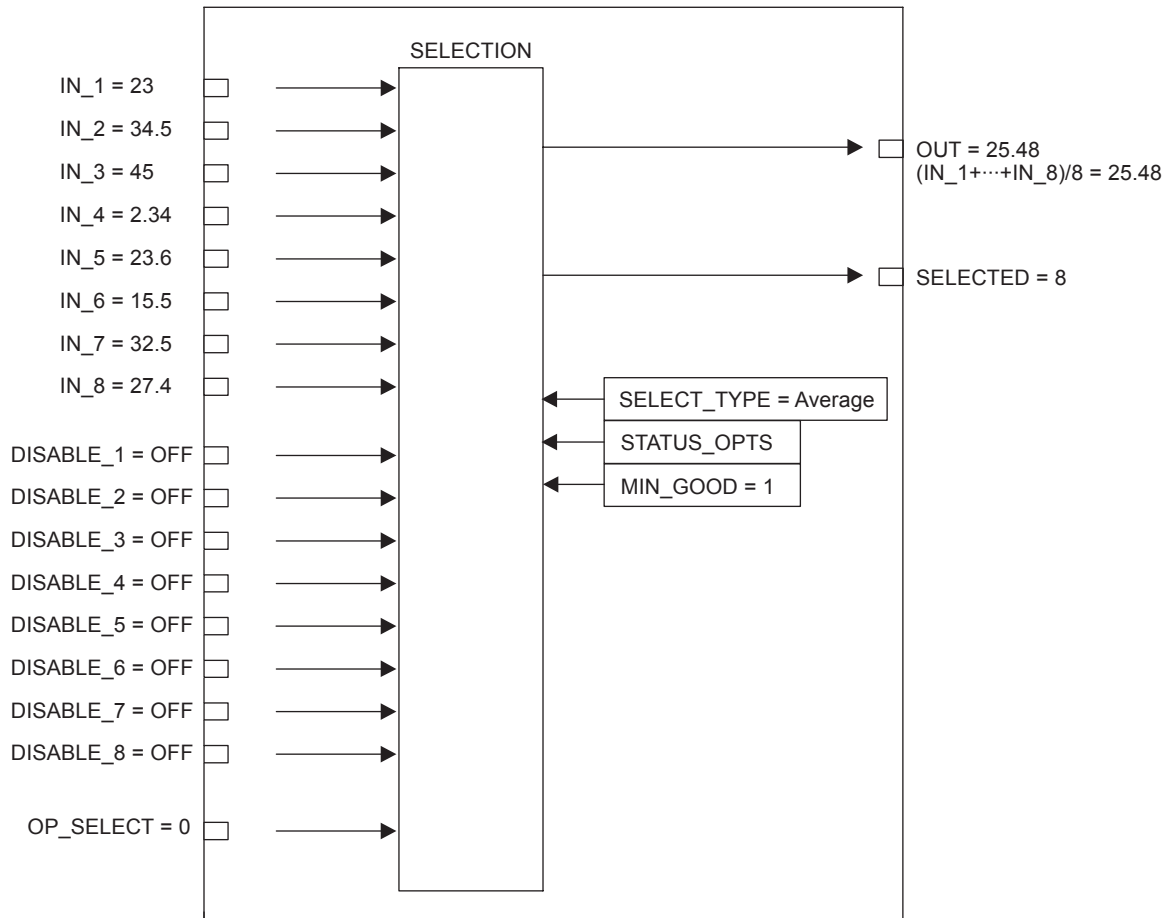 SELECTION
IN_1 = 23
IN_2 = 34.5
IN_3 = 45
IN_4 = 2.34
IN_5 = 23.6
IN_6 = 15.5
IN_7 = 32.5
IN_8 = 27.4
DISABLE_1 = OFF
DISABLE_2 = OFF
DISABLE_3 = OFF
DISABLE_4 = OFF
DISABLE_5 = OFF
DISABLE_6 = OFF
DISABLE_7 = OFF
DISABLE_8 = OFF
OP_SELECT = 0
OUT = 25.48
(IN_1+···+IN_8)/8 = 25.48
SELECTED = 8
SELECT_TYPE = Average
STATUS_OPTS
MIN_GOOD = 1